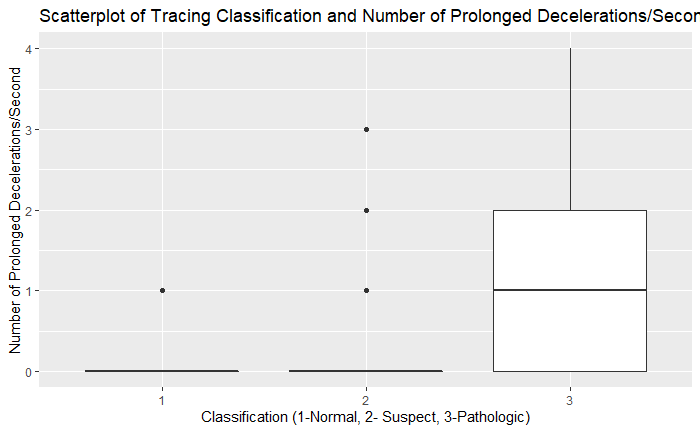 Scatterplot of Tracing Classification and Number of Prolonged Decelerations/Secon
Number of Prolonged Decelerations/Second
4
3
2
1
0
1 2 3
Classification (1-Normal, 2- Suspect, 3-Pathologic)